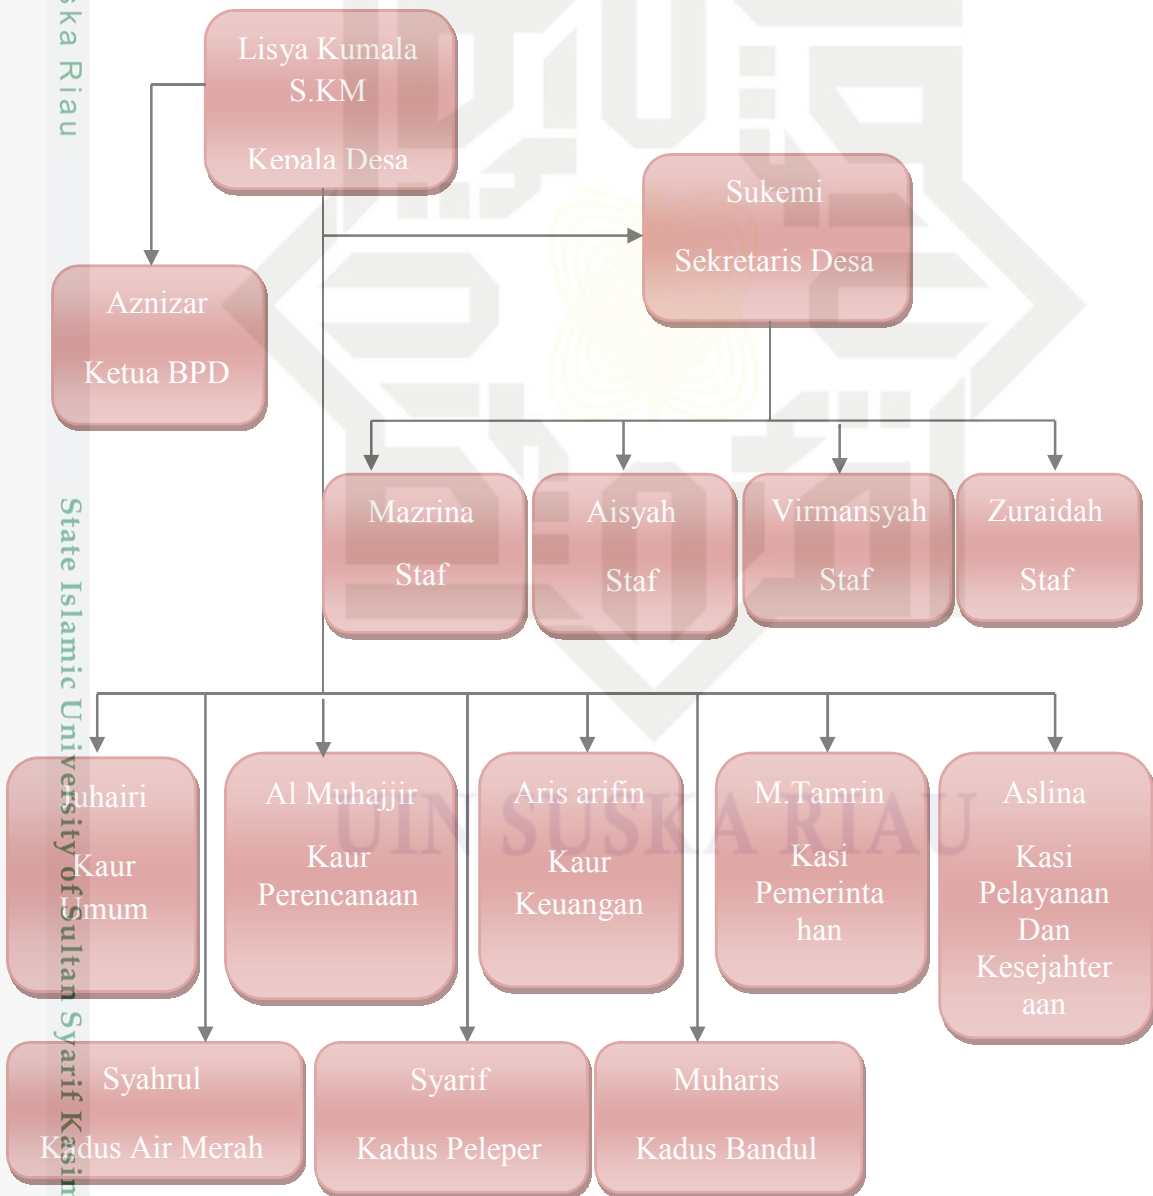 ska Riau
Lisya Kumala
S.KM
Kepala Desa
Sukemi
Sekretaris Desa
Aznizar
Ketua BPD
Mazrina
Staf
Aisyah
Staf
Virmansyah
Staf
Zuraidah
Staf
State Islamic University of Sultan Syarif Kasim
Juhairi
Kaur
Umum
Al Muhajjir
Kaur
Perencanaan
Aris arifin
Kaur
Keuangan
M.Tamrin
Kasi
Pemerinta
han
Aslina
Kasi
Pelayanan
Dan
Kesejahter
aan
UIN SUSKA RIAU
Syahrul
Kadus Air Merah
Syarif
Kadus Peleper
Muharis
Kadus Bandul